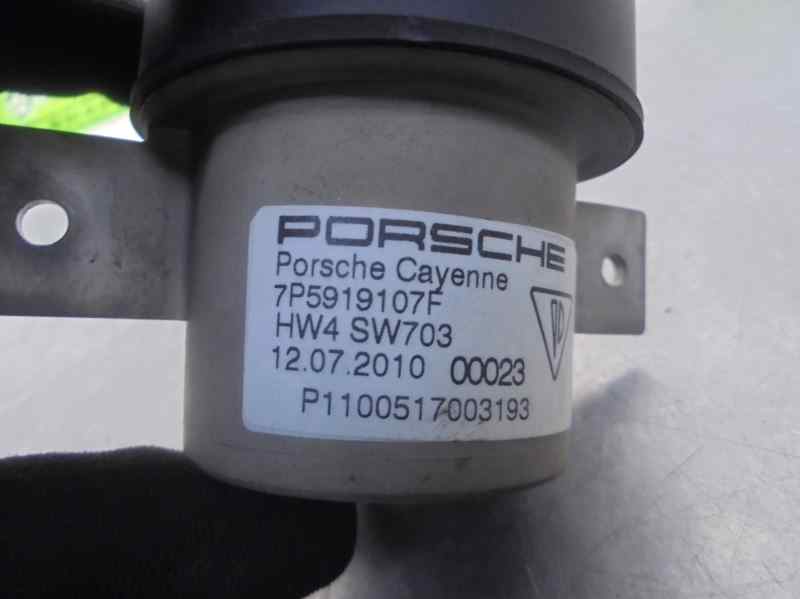 PORSCHE
Porsche Cayenne
7P5919107F
HW4 SW703
12.07.2010 00023
P1100517003193